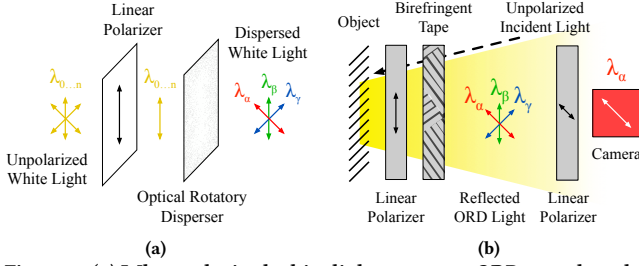 Linear
Polarizer
Dispersed
White Light
λ0...n
λ0...n
λβ
λα
λγ
Unpolarized
White Light
Optical Rotatory
Disperser
(a)
Object
Birefringent
Tape
Unpolarized
Incident Light
λα
λβ
λγ
λα
Camera
Linear
Polarizer
Reflected
ORD Light
Linear
Polarizer
(b)